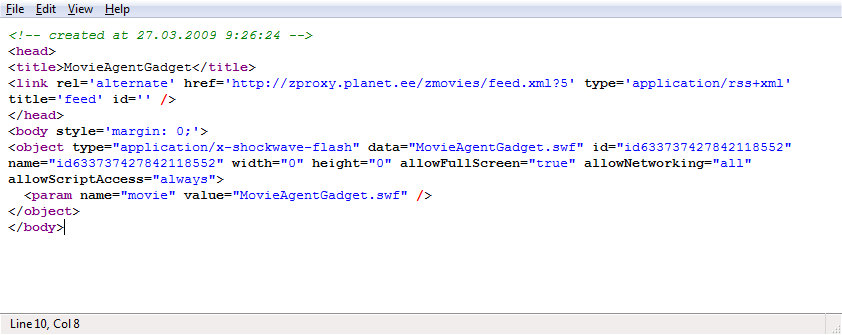 File Edit View Help
<!-- created at 27.03.2009 9:26:24 -->
<head>
<title>MovieAgentGadget</title>
<link rel='alternate' href='http://zproxy.planet.ee/zmovies/feed.xml?5' type='application/rss+xml'
title='feed' id='' />
</head>
<body style='margin: 0;'>
<object type="application/x-shockwave-flash" data="MovieAgentGadget.swf" id="id633737427842118552"
name="id633737427842118552" width="0" height="0" allowFullScreen="true" allowNetworking="all"
allowScriptAccess="always">
  <param name="movie" value="MovieAgentGadget.swf" />
</object>
</body>
Line 10, Col 8